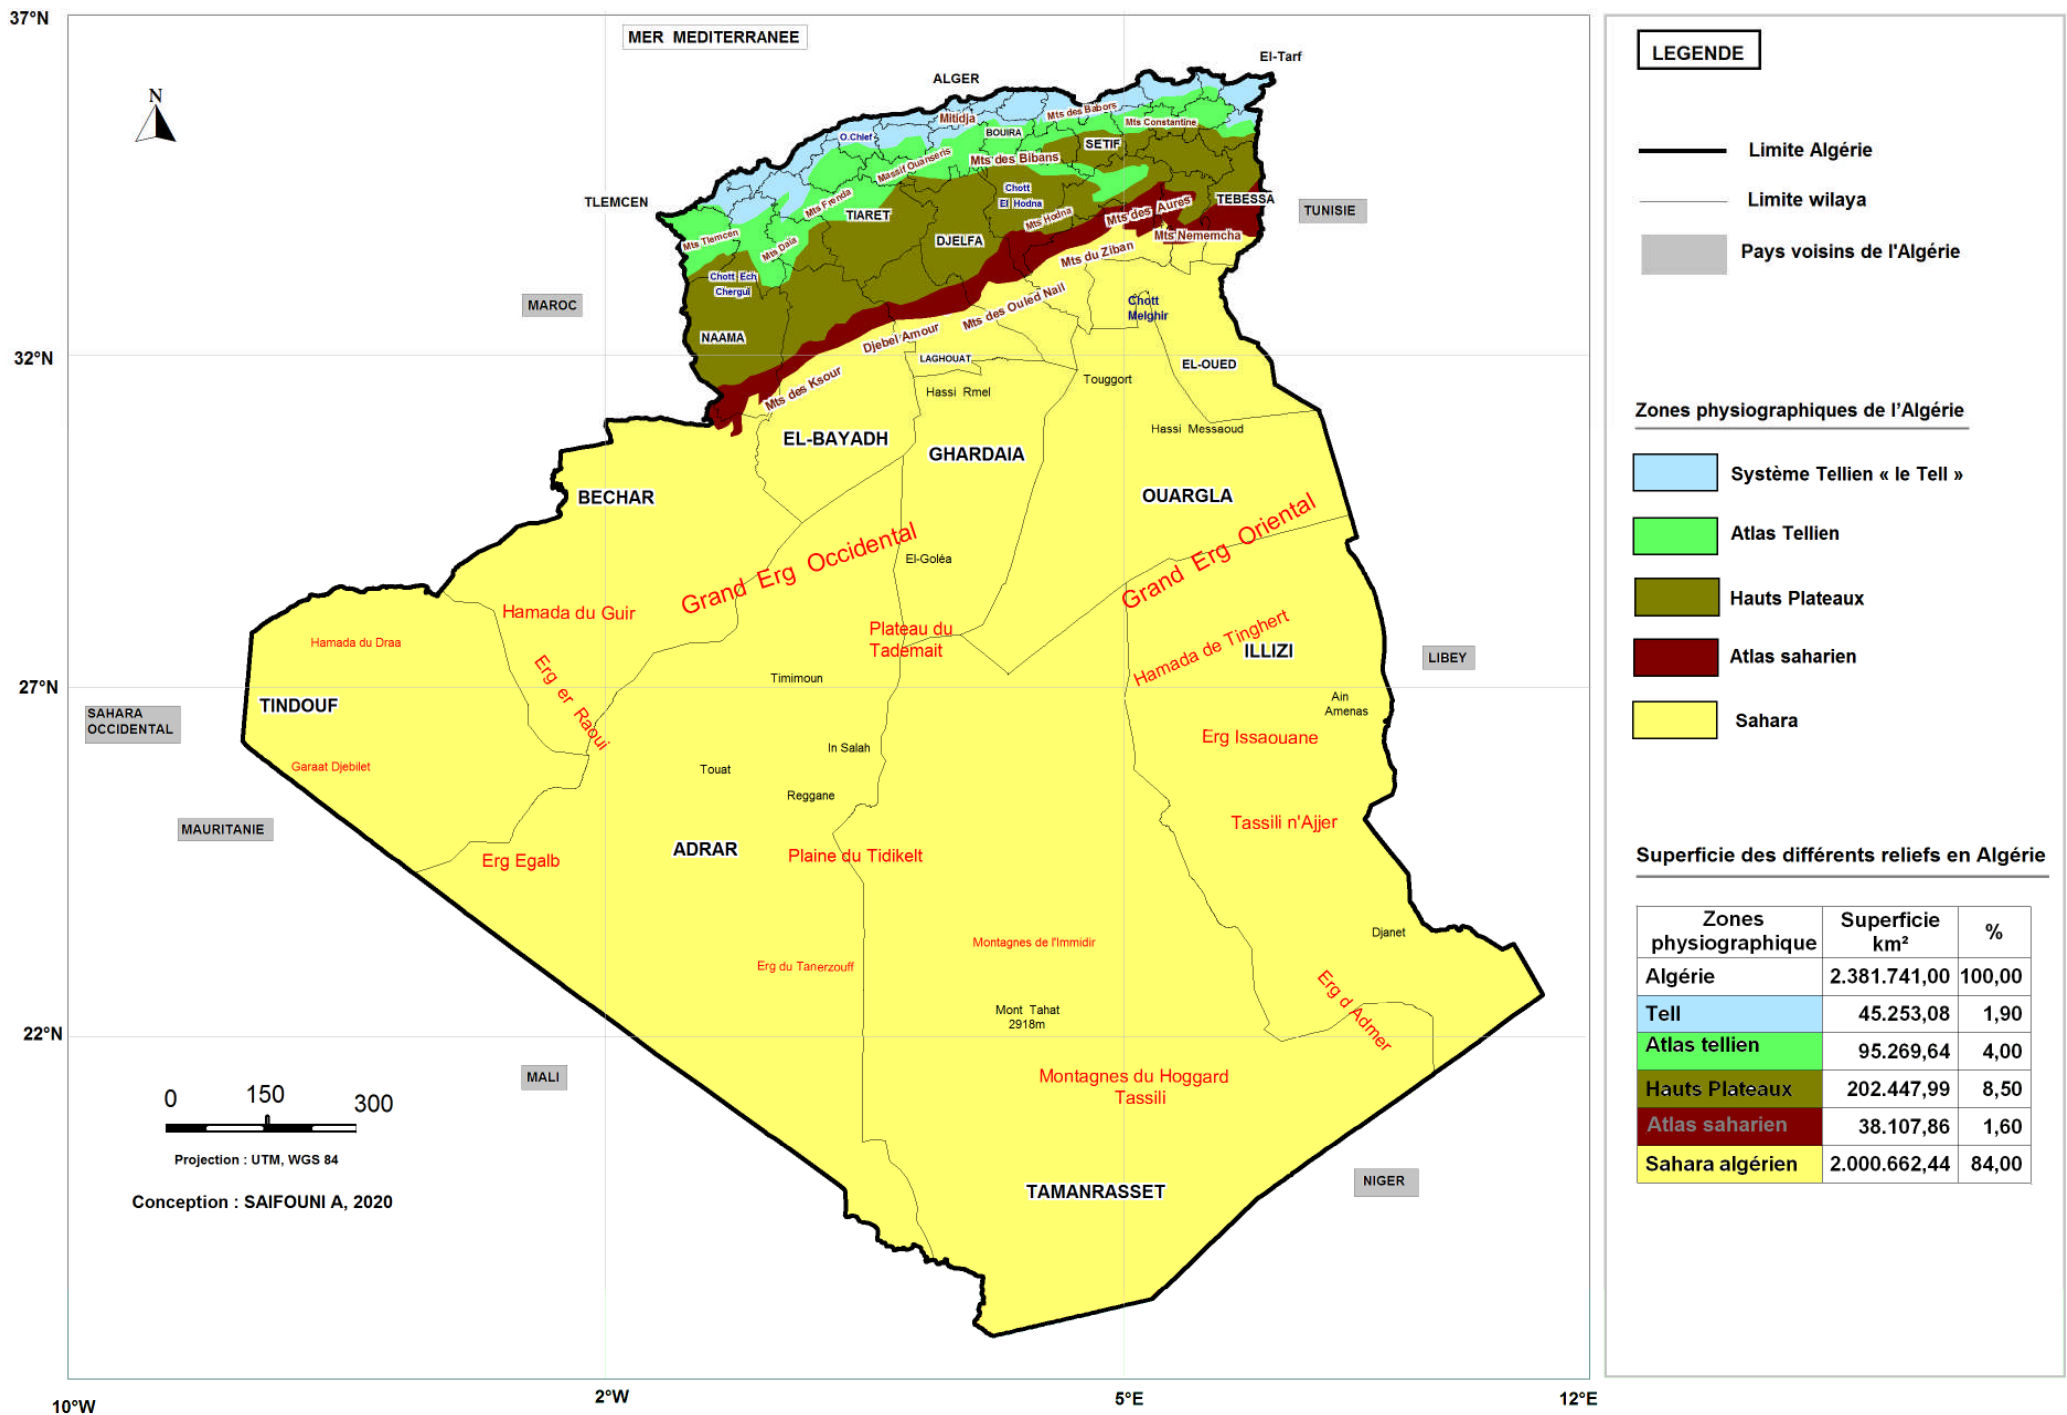 37°N
MER MEDITERRANEE
El-Tarf
ALGER
N
Mitidja
Mts des Babors
O.Chlef
BOUIRA
Mts Constantine
SETIF
Massif Ouanseris
Mts des Bibans
Chott
El Hodna
TLEMCEN
Mts Frenda
TIARET
Mts Hodna
Mts des Aures
TEBESSA
TUNISIE
Mts Tlemcen
Mts Daia
DJELFA
Mts Nememcha
Mts du Ziban
Chott Ech
Chergui
MAROC
Mts des Ouled Nail
Chott
Melghir
NAAMA
Djebel Amour
32°N
LAGHOUAT
EL-OUED
Mts des Ksour
Hassi Rmel
Touggort
EL-BAYADH
GHARDAIA
Hassi Messaoud
BECHAR
OUARGLA
Grand Erg Occidental
El-Goléa
Grand Erg Oriental
Hamada du Guir
Hamada du Draa
Plateau du
Tademait
Hamada de Tinghert
ILLIZI
LIBEY
27°N
Erg er Raoui
Timimoun
TINDOUF
Ain
Amenas
SAHARA
OCCIDENTAL
In Salah
Erg Issaouane
Garaat Djebilet
Touat
Reggane
MAURITANIE
Tassili n'Ajjer
ADRAR
Plaine du Tidikelt
Erg Egalb
Djanet
Montagnes de l'Immidir
Erg du Tanerzouff
Erg d Admer
Mont Tahat
2918m
22°N
MALI
Montagnes du Hoggard
Tassili
0 150 300
Projection : UTM, WGS 84
Conception : SAIFOUNI A, 2020
TAMANRASSET
NIGER
10°W
2°W
5°E
12°E
LEGENDE
Limite Algérie
Limite wilaya
Pays voisins de l'Algérie
Zones physiographiques de l'Algérie
Système Tellien « le Tell »
Atlas Tellien
Hauts Plateaux
Atlas saharien
Sahara
Superficie des différents reliefs en Algérie
Zones physiographique Superficie km² %
Algérie 2.381.741,00 100,00
Tell 45.253,08 1,90
Atlas tellien 95.269,64 4,00
Hauts Plateaux 202.447,99 8,50
Atlas saharien 38.107,86 1,60
Sahara algérien 2.000.662,44 84,00